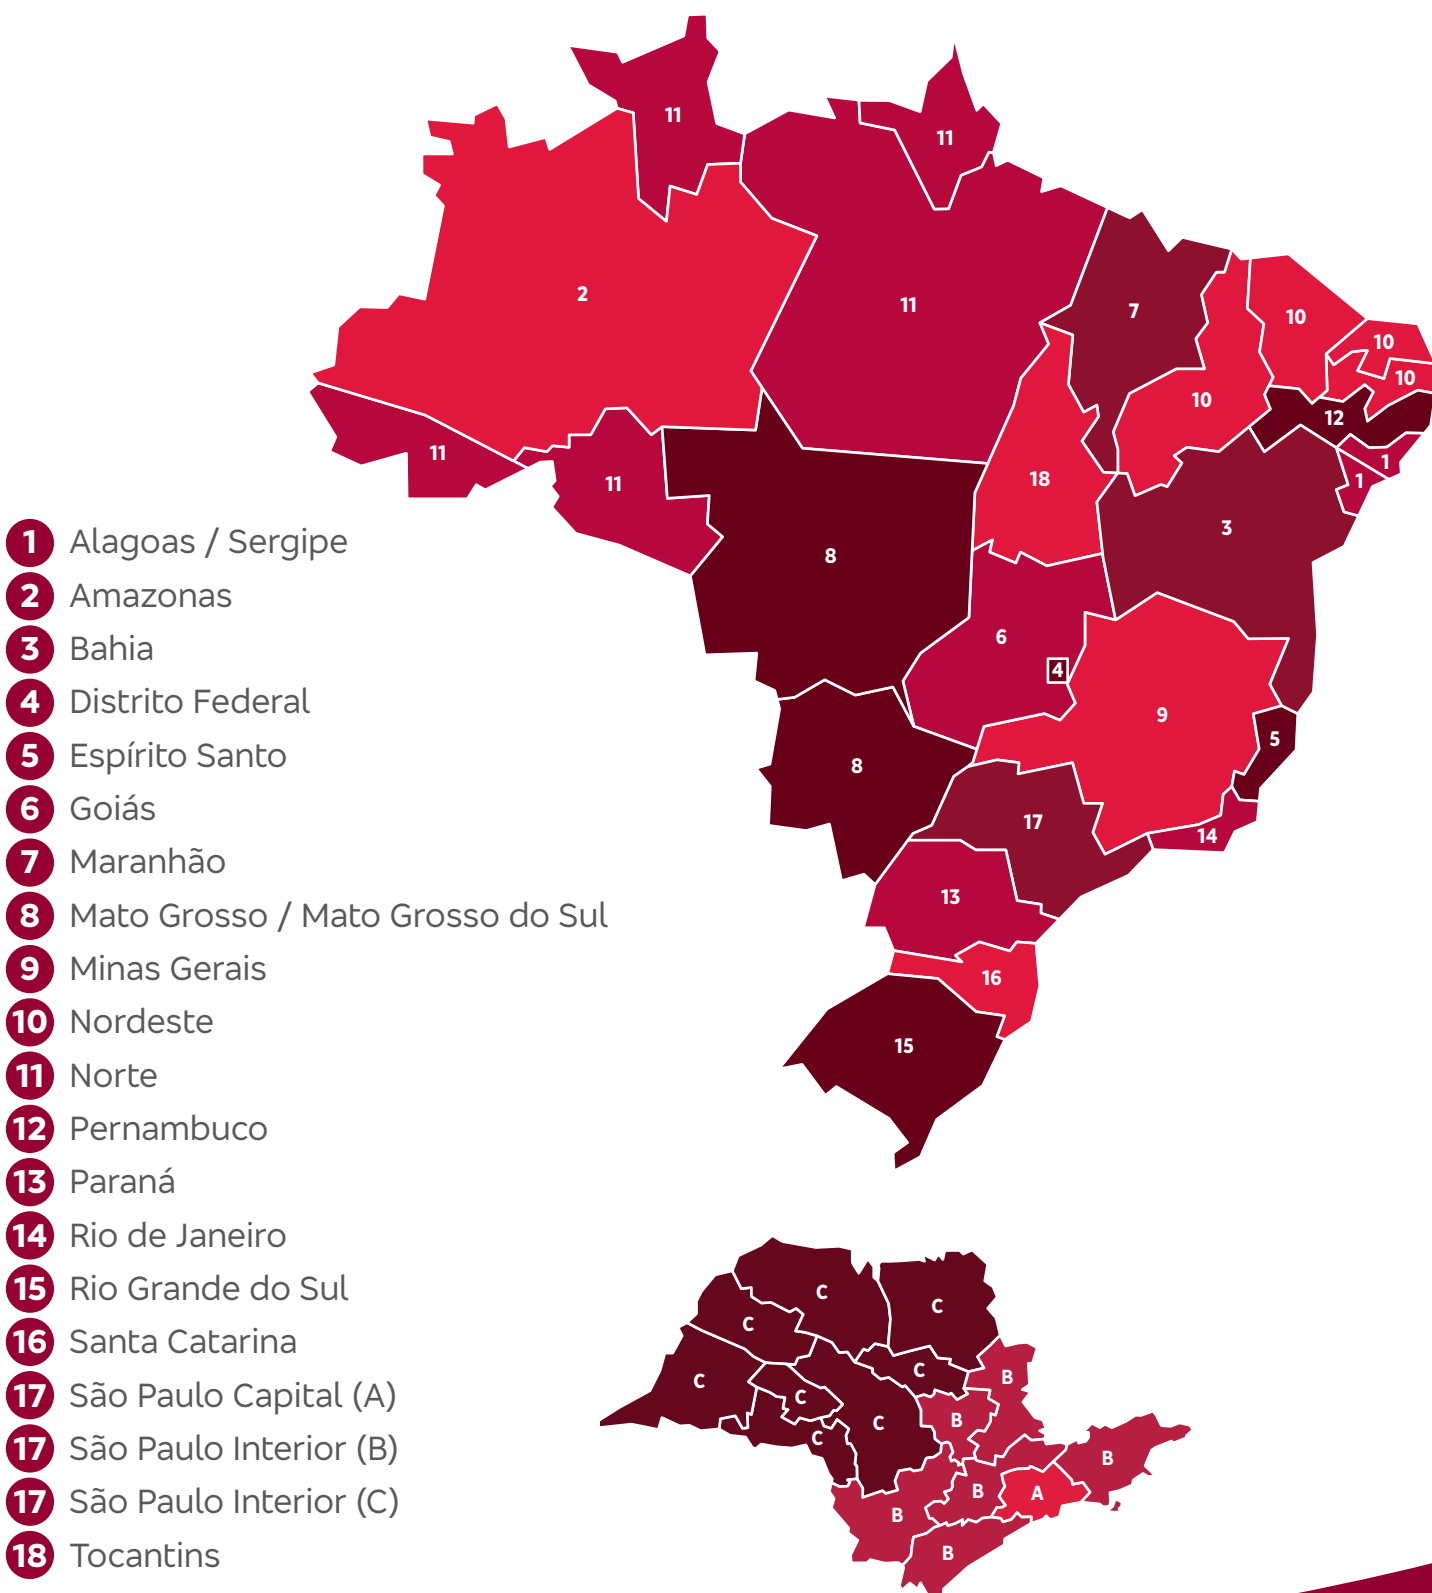 11
11
2
11
7
10
10
10
10
12
11
11
18
1
1
3
8
6
4
9
5
8
17
14
13
16
15
1 Alagoas / Sergipe
2 Amazonas
3 Bahia
4 Distrito Federal
5 Espírito Santo
6 Goiás
7 Maranhão
8 Mato Grosso / Mato Grosso do Sul
9 Minas Gerais
10 Nordeste
11 Norte
12 Pernambuco
13 Paraná
14 Rio de Janeiro
15 Rio Grande do Sul
16 Santa Catarina
17 São Paulo Capital (A)
17 São Paulo Interior (B)
17 São Paulo Interior (C)
18 Tocantins
C
C
C
C
C
B
C
B
C
C
B
B
A
B
B